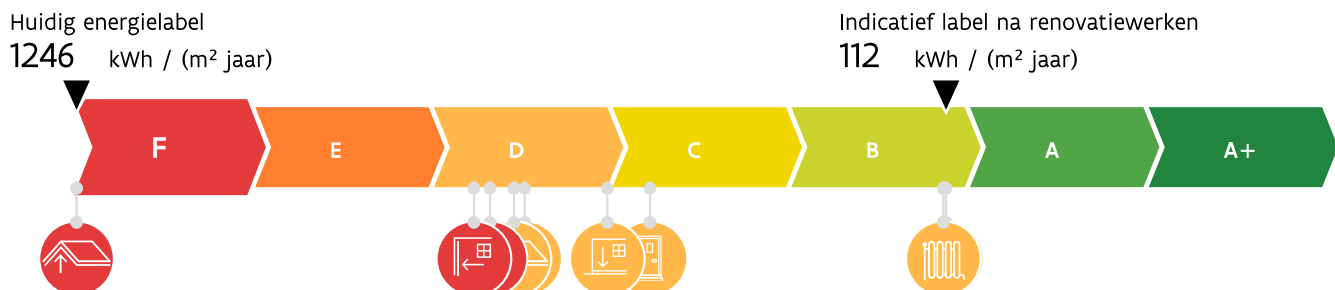 Huidig energielabel
1246 kWh / (m² jaar)
Indicatief label na renovatiewerken
112 kWh / (m² jaar)
F E D C B A A+